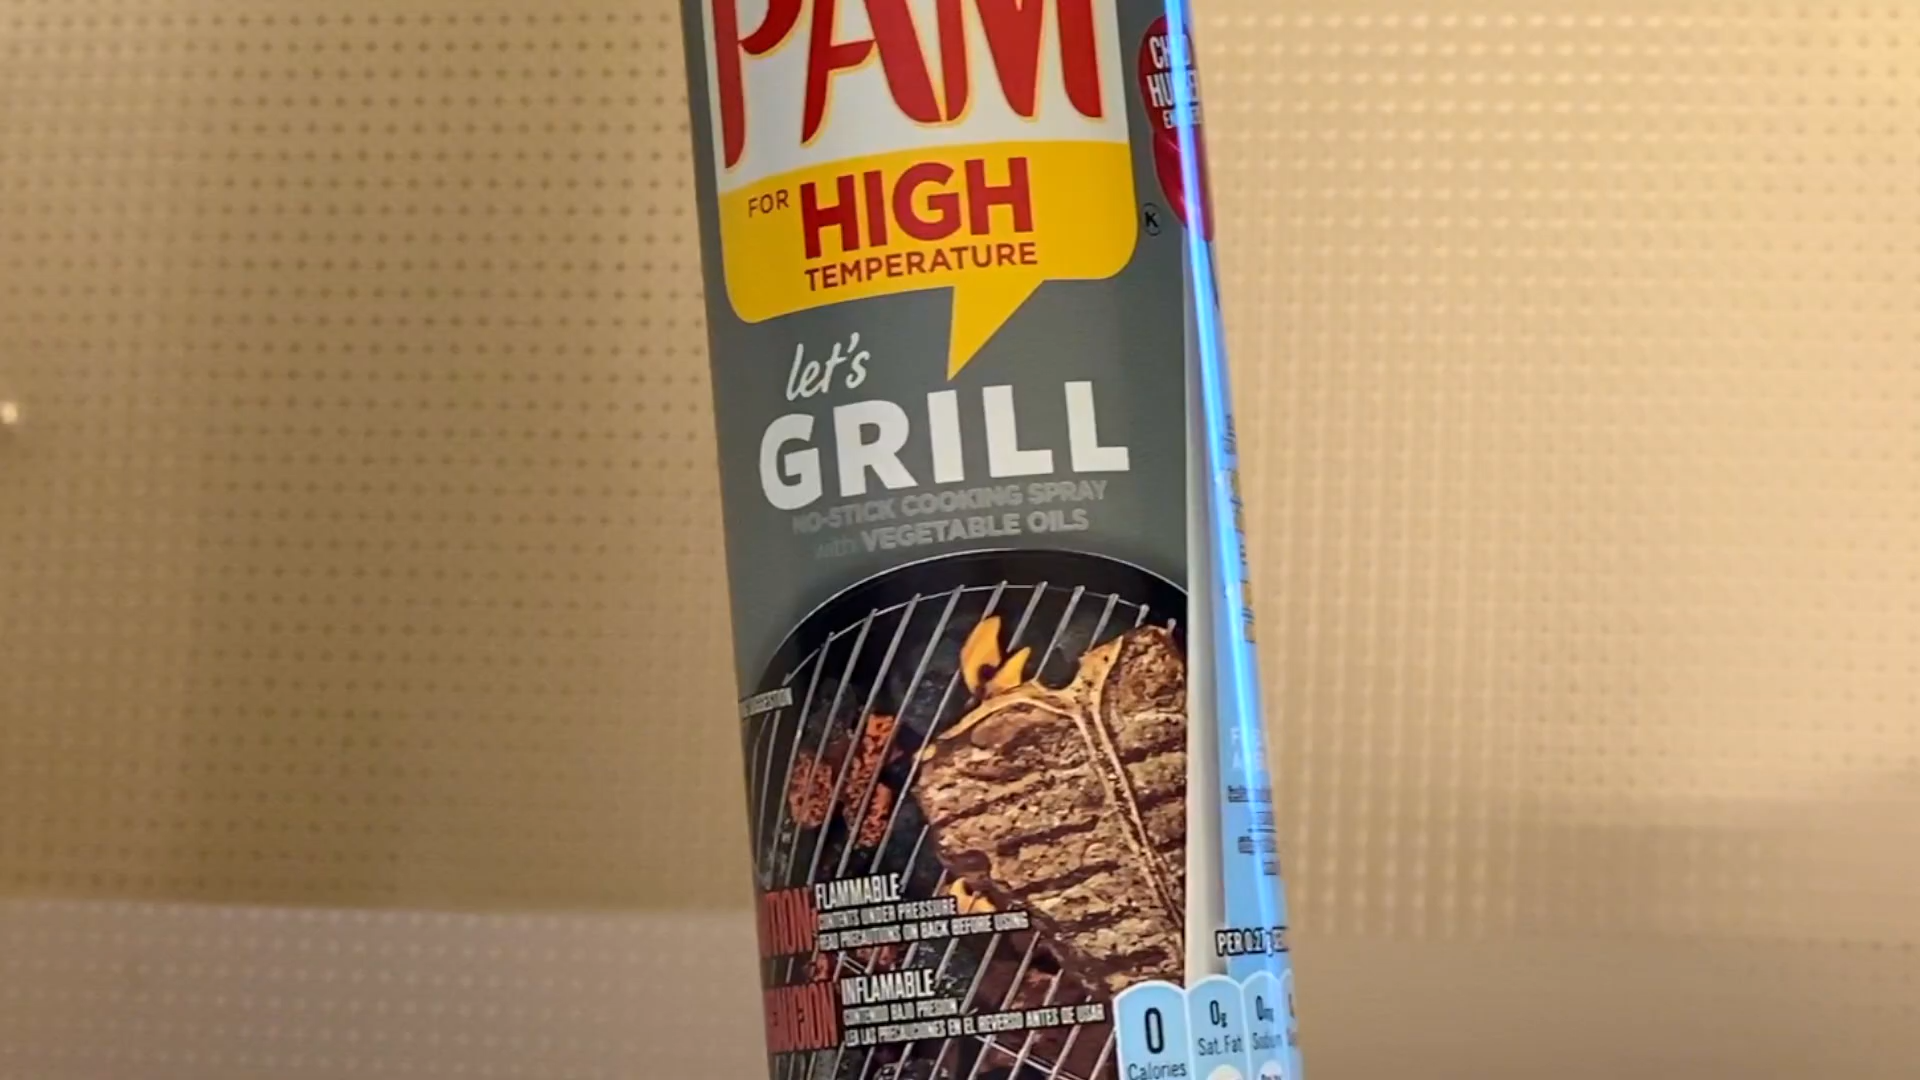 PAM
FOR HIGH
TEMPERATURE
K
let's
GRILL
NO-STICK COOKING SPRAY
with VEGETABLE OILS
FLAMMABLE
CONTENTS UNDER PRESSURE
READ PRECAUTIONS ON BACK BEFORE USING
INFLAMABLE
CONTENIDO BAJO PRESIÓN
LEA LAS PRECAUCIONES EN EL REVERSO ANTES DE USAR
PER
0
Calories
0g
Sat. Fat
0mg